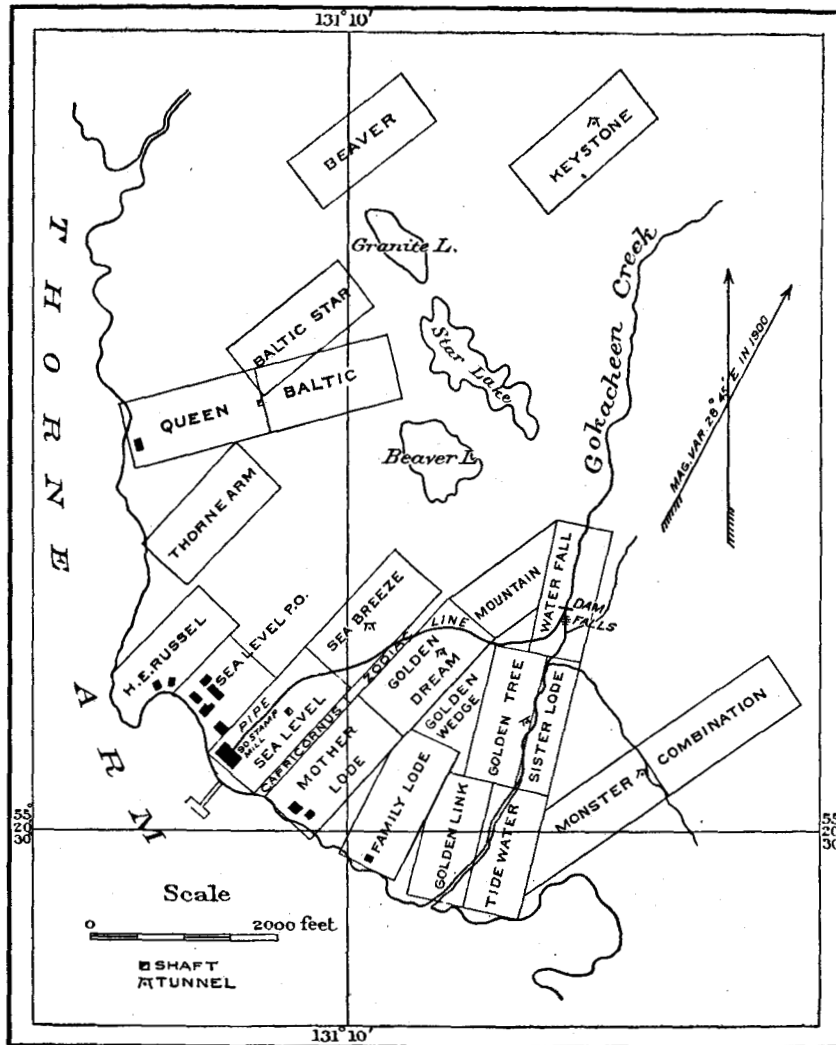 131° 10'
BEAVER
KEYSTONE
THORNE ARM
Granite L.
Gokacheen Creek
BALTIC STAR
Star Lake
MAG. VAR. 28° 45' E IN 1900
QUEEN
BALTIC
Beaver L.
THORNE ARM
WATER FALL
MOUNTAIN
SEA BREEZE
DAM
FALLS
LINE
SEA LEVEL P.O.
H.E. RUSSEL
ZODIAC
GOLDEN
DREAM
GOLDEN
WEDGE
GOLDEN TREE
SISTER LODE
PIPE
90 STAMP
MILL
SEA LEVEL
CAPRICORNUS
MOTHER
LODE
MONSTER COMBINATION
FAMILY LODE
GOLDEN LINK
TIDE WATER
55°
30
55°
30
Scale
0 2000 feet
SHAFT
TUNNEL
131° 10'